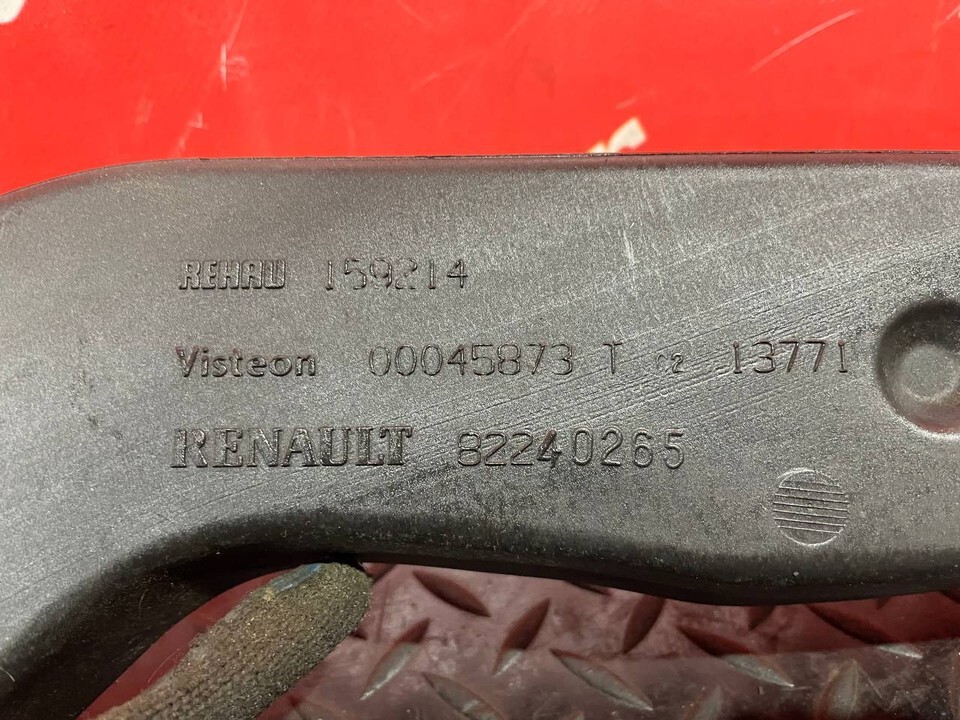 REHAU 159214
Visteon 00045873 T 02 13771
RENAULT 82240265